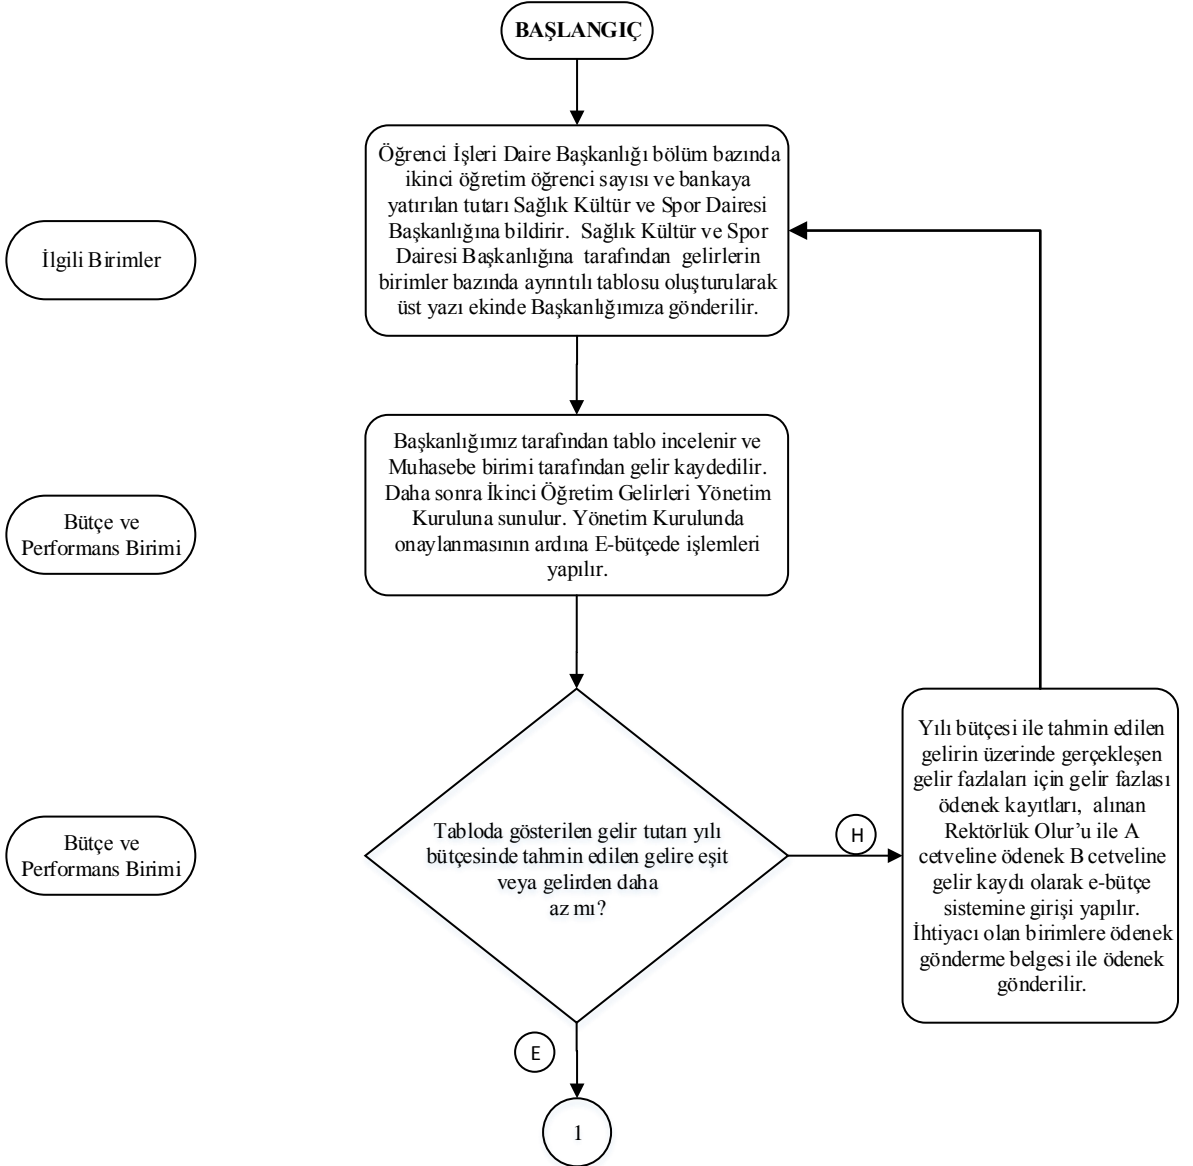 BAŞLANGIÇ
Öğrenci İşleri Daire Başkanlığı bölüm bazında
ikinci öğretim öğrenci sayısı ve bankaya
yatırılan tutarı Sağlık Kültür ve Spor Dairesi
Başkanlığına bildirir. Sağlık Kültür ve Spor
Dairesi Başkanlığına tarafından gelirlerin
birimler bazında ayrıntılı tablosu oluşturularak
üst yazı ekinde Başkanlığımıza gönderilir.
İlgili Birimler
Başkanlığımız tarafından tablo incelenir ve
Muhasebe birimi tarafından gelir kaydedilir.
Daha sonra İkinci Öğretim Gelirleri Yönetim
Kuruluna sunulur. Yönetim Kurulunda
onaylanmasının ardına E-bütçede işlemleri
yapılır.
Bütçe ve
Performans Birimi
Bütçe ve
Performans Birimi
Tabloda gösterilen gelir tutarı yılı
bütçesinde tahmin edilen gelire eşit
veya gelirden daha
az mı?
H
Yılı bütçesi ile tahmin edilen
gelirin üzerinde gerçekleşen
gelir fazlaları için gelir fazlası
ödenek kayıtları, alınan
Rektörlük Olur’u ile A
cetveline ödenek B cetveline
gelir kaydı olarak e-bütçe
sistemine girişi yapılır.
İhtiyacı olan birimlere ödenek
gönderme belgesi ile ödenek
gönderilir.
E
1